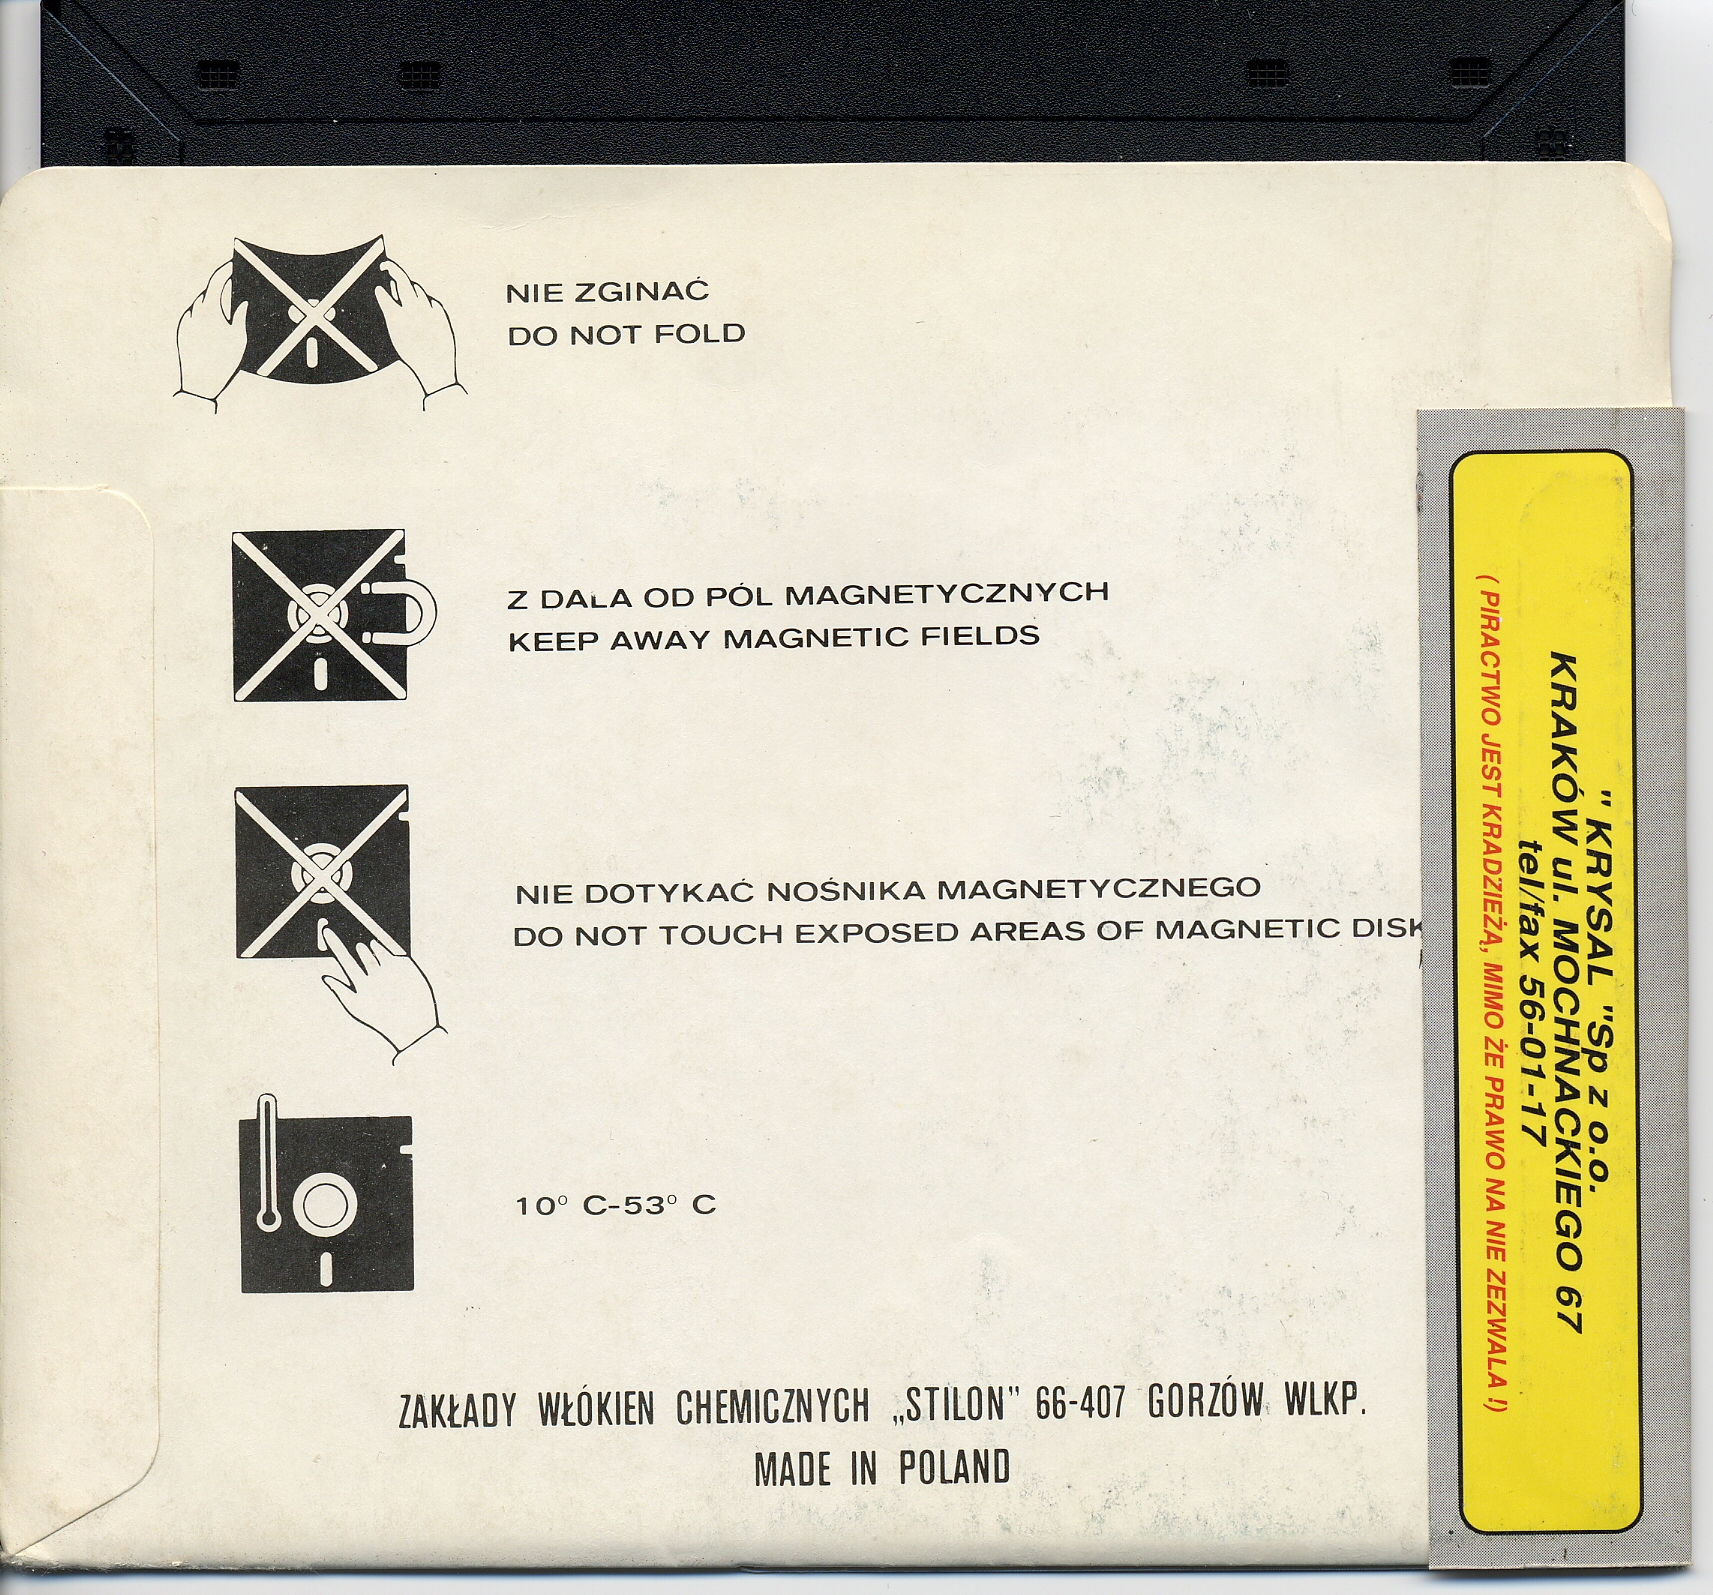 NIE ZGINAĆ
DO NOT FOLD
Z DALA OD PÓL MAGNETYCZNYCH
KEEP AWAY MAGNETIC FIELDS
NIE DOTYKAĆ NOŚNIKA MAGNETYCZNEGO
DO NOT TOUCH EXPOSED AREAS OF MAGNETIC DISK
10° C-53° C
ZAKŁADY WŁÓKIEN CHEMICZNYCH „STILON” 66-407 GORZÓW WLKP.
MADE IN POLAND
" KRYSAL "Sp z o.o.
KRAKÓW ul. MOCHNACKIEGO 67
tel/fax 56-01-17
( PIRACTWO JEST KRADZIEŻĄ, MIMO ŻE PRAWO NA NIE ZEZWALA !)